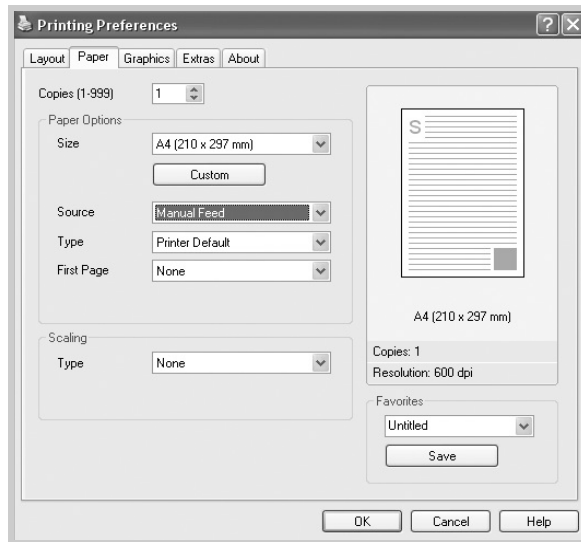 Printing Preferences
Layout Paper Graphics Extras About
Copies (1-999) 1
Paper Options
Size A4 (210 x 297 mm)
Custom
Source Manual Feed
Type Printer Default
First Page None
Scaling
Type None
S
A4 (210 x 297 mm)
Copies: 1
Resolution: 600 dpi
Favorites
Untitled
Save
OK Cancel Help